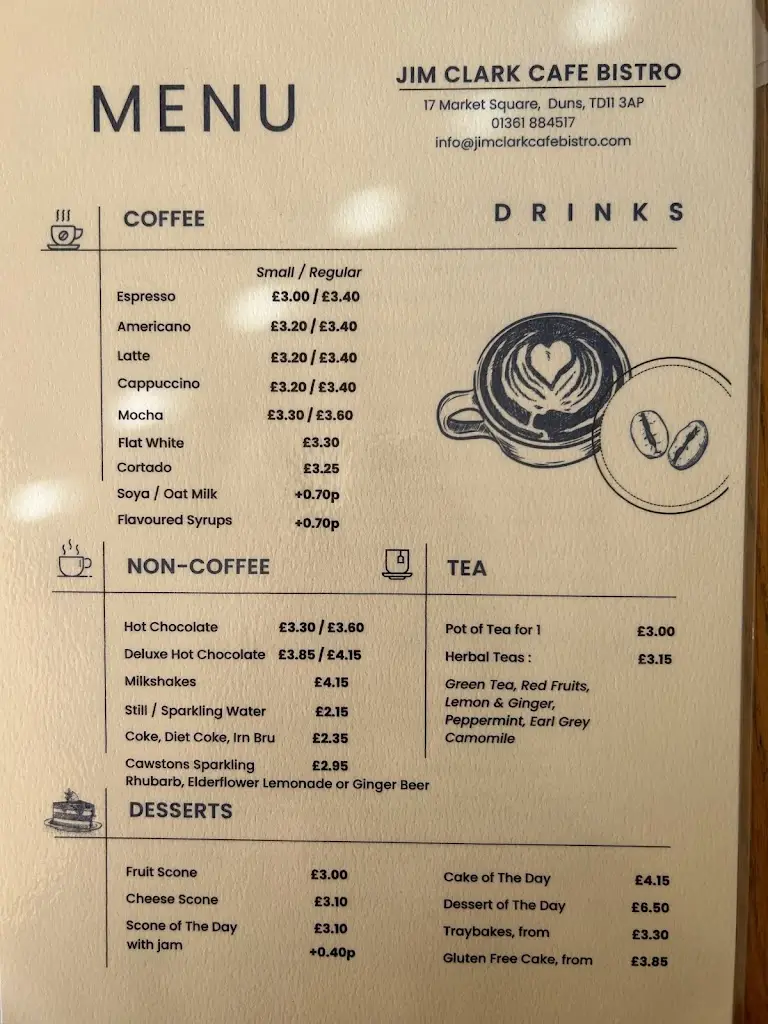 MENU
JIM CLARK CAFE BISTRO
17 Market Square, Duns, TD11 3AP
01361 884517
info@jimclarkcafebistro.com
DRINKS
COFFEE
Small / Regular
Espresso £3.00 / £3.40
Americano £3.20 / £3.40
Latte £3.20 / £3.40
Cappuccino £3.20 / £3.40
Mocha £3.30 / £3.60
Flat White £3.30
Cortado £3.25
Soya / Oat Milk +0.70p
Flavoured Syrups +0.70p
NON-COFFEE
Hot Chocolate £3.30 / £3.60
Deluxe Hot Chocolate £3.85 / £4.15
Milkshakes £4.15
Still / Sparkling Water £2.15
Coke, Diet Coke, Irn Bru £2.35
Cawstons Sparkling £2.95
Rhubarb, Elderflower Lemonade or Ginger Beer
TEA
Pot of Tea for 1 £3.00
Herbal Teas : £3.15
Green Tea, Red Fruits,
Lemon & Ginger,
Peppermint, Earl Grey
Camomile
DESSERTS
Fruit Scone £3.00
Cheese Scone £3.10
Scone of The Day £3.10
with jam +0.40p
Cake of The Day £4.15
Dessert of The Day £6.50
Traybakes, from £3.30
Gluten Free Cake, from £3.85